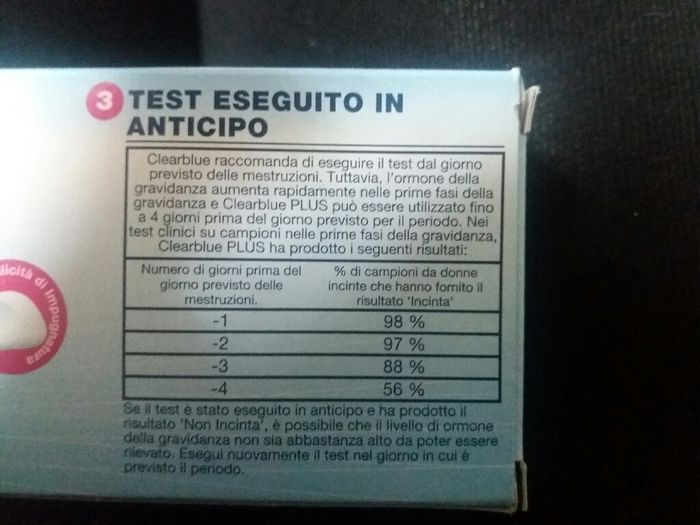 3 TEST ESEGUITO IN
ANTICIPO
Clearblue raccomanda di eseguire il test dal giorno
previsto delle mestruzioni. Tuttavia, l'ormone della
gravidanza aumenta rapidamente nelle prime fasi della
gravidanza e Clearblue PLUS può essere utilizzato fino
a 4 giorni prima del giorno previsto per il periodo. Nei
test clinici su campioni nelle prime fasi della gravidanza,
Clearblue PLUS ha prodotto i seguenti risultati:
Numero di giorni prima del
giorno previsto delle
mestruzioni.
% di campioni da donne
incinte che hanno fornito il
risultato 'Incinta'
-1 98 %
-2 97 %
-3 88 %
-4 56 %
Se il test è stato eseguito in anticipo e ha prodotto il
risultato 'Non Incinta', è possibile che il livello di ormone
della gravidanza non sia abbastanza alto da poter essere
rilevato. Esegui nuovamente il test nel giorno in cui è
previsto il periodo.
licità di Impugnatura